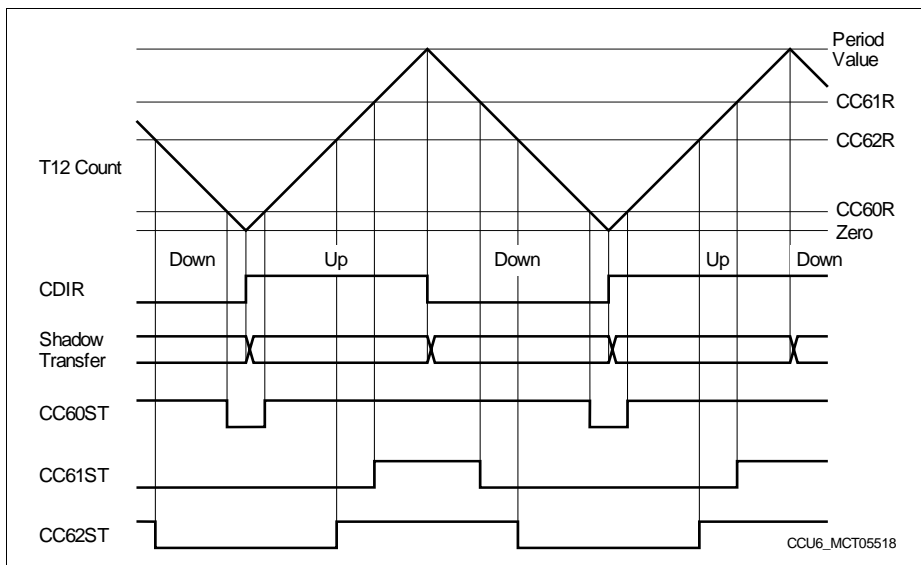 Period
Value
CC61R
CC62R
T12 Count
CC60R
Zero
Down
Up
Down
Up
Down
CDIR
Shadow
Transfer
CC60ST
CC61ST
CC62ST
CCU6_MCT05518